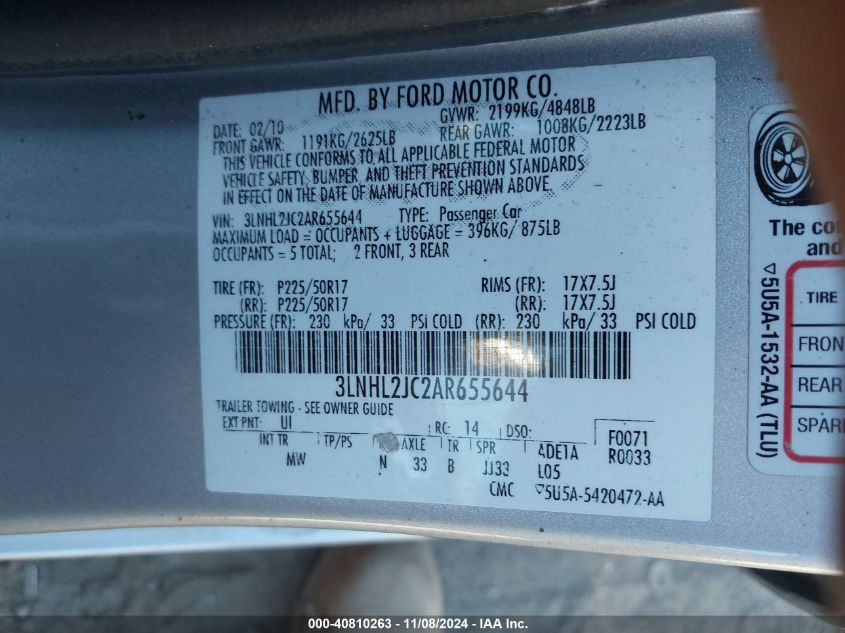 MFD. BY FORD MOTOR CO.
DATE: 02/10 GVWR: 2199KG/4848LB
FRONT GAWR: 1191KG/2625LB REAR GAWR: 1008KG/2223LB
THIS VEHICLE CONFORMS TO ALL APPLICABLE FEDERAL MOTOR
VEHICLE SAFETY, BUMPER, AND THEFT PREVENTION STANDARDS
IN EFFECT ON THE DATE OF MANUFACTURE SHOWN ABOVE.
VIN: 3LNHL2JC2AR655644 TYPE: Passenger Car
MAXIMUM LOAD = OCCUPANTS + LUGGAGE = 396KG/ 875LB
OCCUPANTS = 5 TOTAL; 2 FRONT, 3 REAR
TIRE (FR): P225/50R17 RIMS (FR): 17X7.5J
(RR): P225/50R17 (RR): 17X7.5J
PRESSURE (FR): 230 kPa/ 33 PSI COLD (RR): 230 kPa/ 33 PSI COLD
3LNHL2JC2AR655644
TRAILER TOWING - SEE OWNER GUIDE
EXT PNT: UI RC: 14 DSO: F0071
INT TR TP/PS AXLE TR SPR 4DE1A R0033
MW N 33 B JJ33 L05
CMC ▽5U5A-5420472-AA
The
and
TIRE
FRON
REAR
SPAR
▽5U5A-1532-AA (TLU)
000-40810263 - 11/08/2024 - IAA Inc.